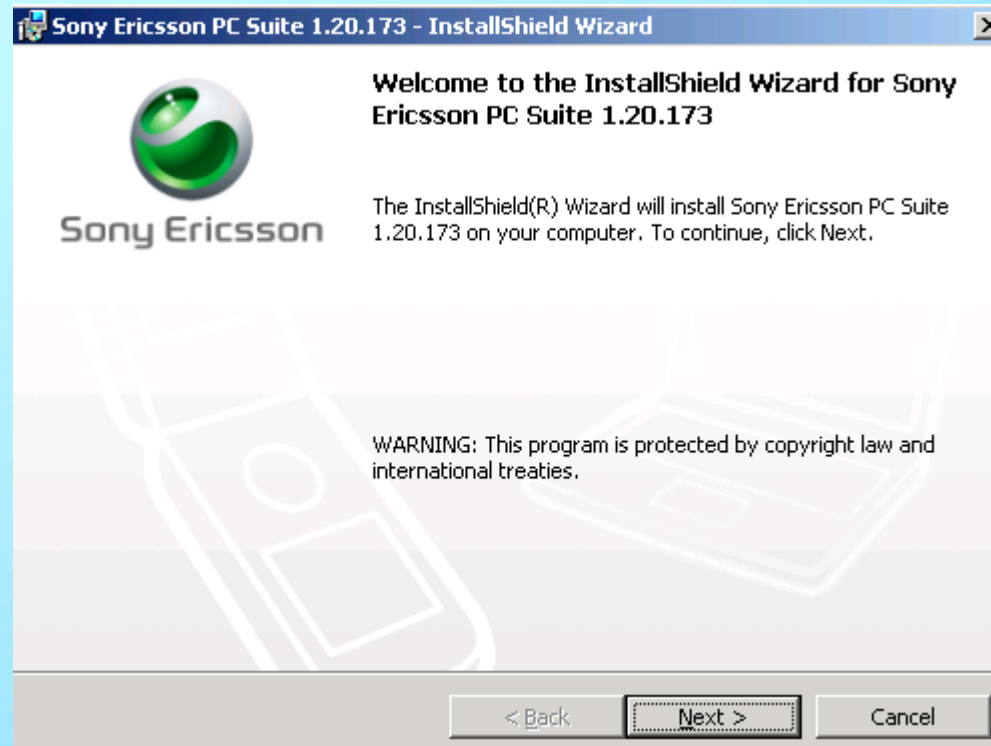 Sony Ericsson PC Suite 1.20.173 - InstallShield Wizard
Welcome to the InstallShield Wizard for Sony
Ericsson PC Suite 1.20.173
Sony Ericsson
The InstallShield(R) Wizard will install Sony Ericsson PC Suite
1.20.173 on your computer. To continue, click Next.
WARNING: This program is protected by copyright law and
international treaties.
< Back Next > Cancel